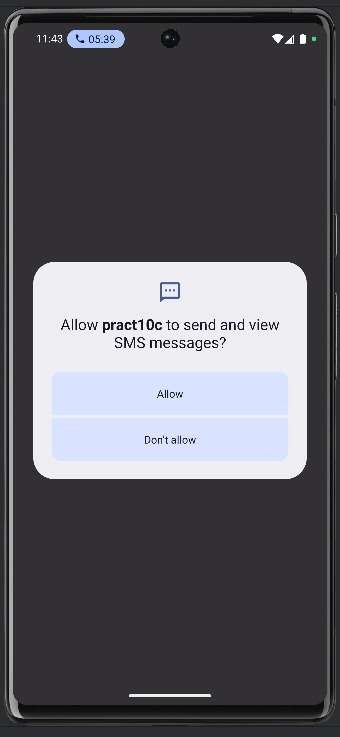 11:43 05:39
Allow pract10c to send and view
SMS messages?
Allow
Don't allow